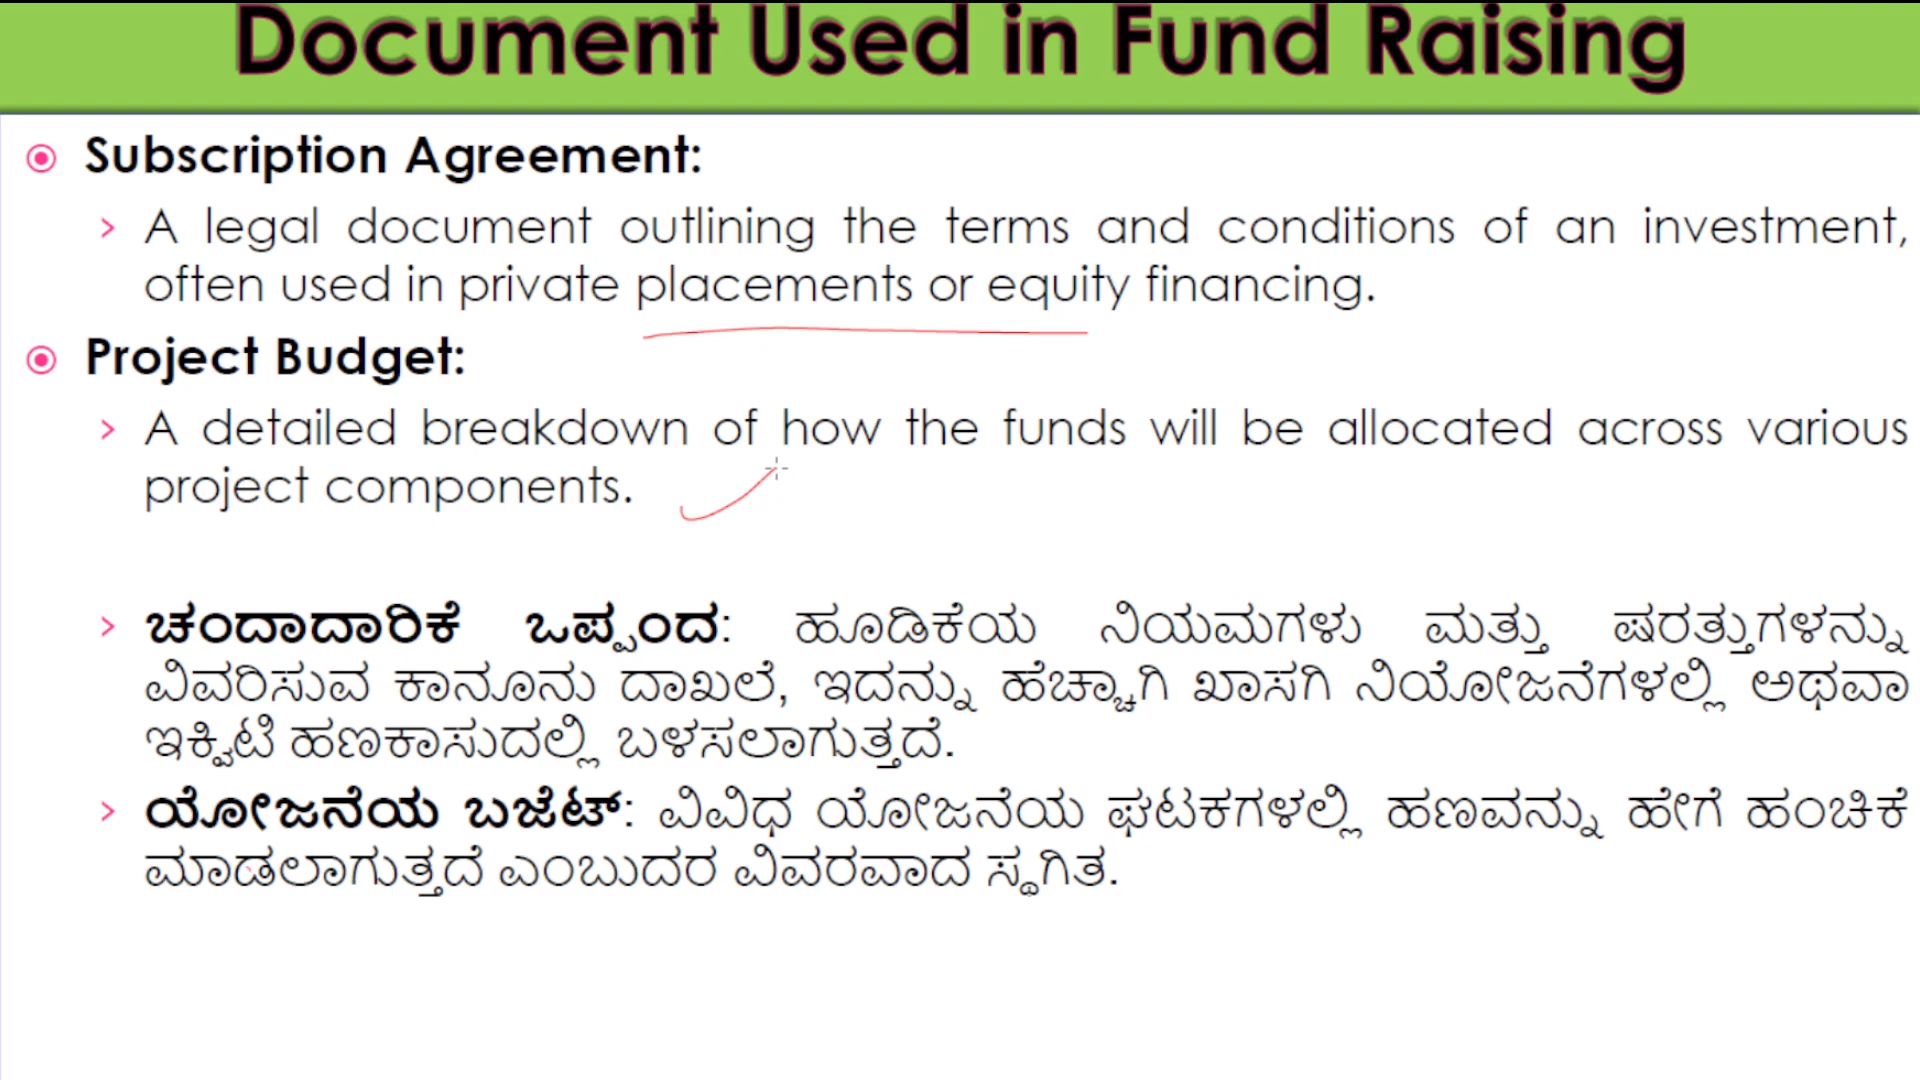 Document Used in Fund Raising
Subscription Agreement:
A legal document outlining the terms and conditions of an investment,
often used in private placements or equity financing.
Project Budget:
A detailed breakdown of how the funds will be allocated across various
project components.
ಚಂದಾದಾರಿಕೆ ಒಪ್ಪಂದ: ಹೂಡಿಕೆಯ ನಿಯಮಗಳು ಮತ್ತು ಷರತ್ತುಗಳನ್ನು
ವಿವರಿಸುವ ಕಾನೂನು ದಾಖಲೆ, ಇದನ್ನು ಹೆಚ್ಚಾಗಿ ಖಾಸಗಿ ನಿಯೋಜನೆಗಳಲ್ಲಿ ಅಥವಾ
ಇಕ್ವಿಟಿ ಹಣಕಾಸುದಲ್ಲಿ ಬಳಸಲಾಗುತ್ತದೆ.
ಯೋಜನೆಯ ಬಜೆಟ್: ವಿವಿಧ ಯೋಜನೆಯ ಘಟಕಗಳಲ್ಲಿ ಹಣವನ್ನು ಹೇಗೆ ಹಂಚಿಕೆ
ಮಾಡಲಾಗುತ್ತದೆ ಎಂಬುದರ ವಿವರವಾದ ಸ್ಥಗಿತ.